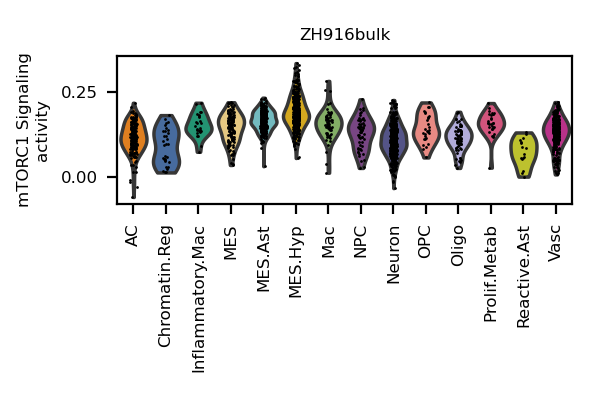 ZH916bulk
mTORC1 Signaling
activity
0.25
0.00
AC
Chromatin.Reg
Inflammatory.Mac
MES
MES.Ast
MES.Hyp
Mac
NPC
Neuron
OPC
Oligo
Prolif.Metab
Reactive.Ast
Vasc